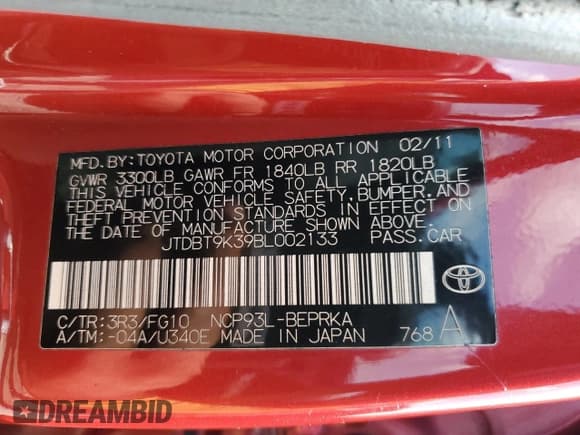 MFD.BY:TOYOTA MOTOR CORPORATION 02/11
GVWR 3300LB GAWR FR 1840LB RR 1820LB
THIS VEHICLE CONFORMS TO ALL APPLICABLE
FEDERAL MOTOR VEHICLE SAFETY,BUMPER,AND
THEFT PREVENTION STANDARDS IN EFFECT ON
THE DATE OF MANUFACTURE SHOWN ABOVE.
JTDBT9K39BL002133 PASS.CAR
C/TR:3R3/FG10 NCP93L-BEPRKA
A/TM:-04A/U340E MADE IN JAPAN 768 A
DREAMBID